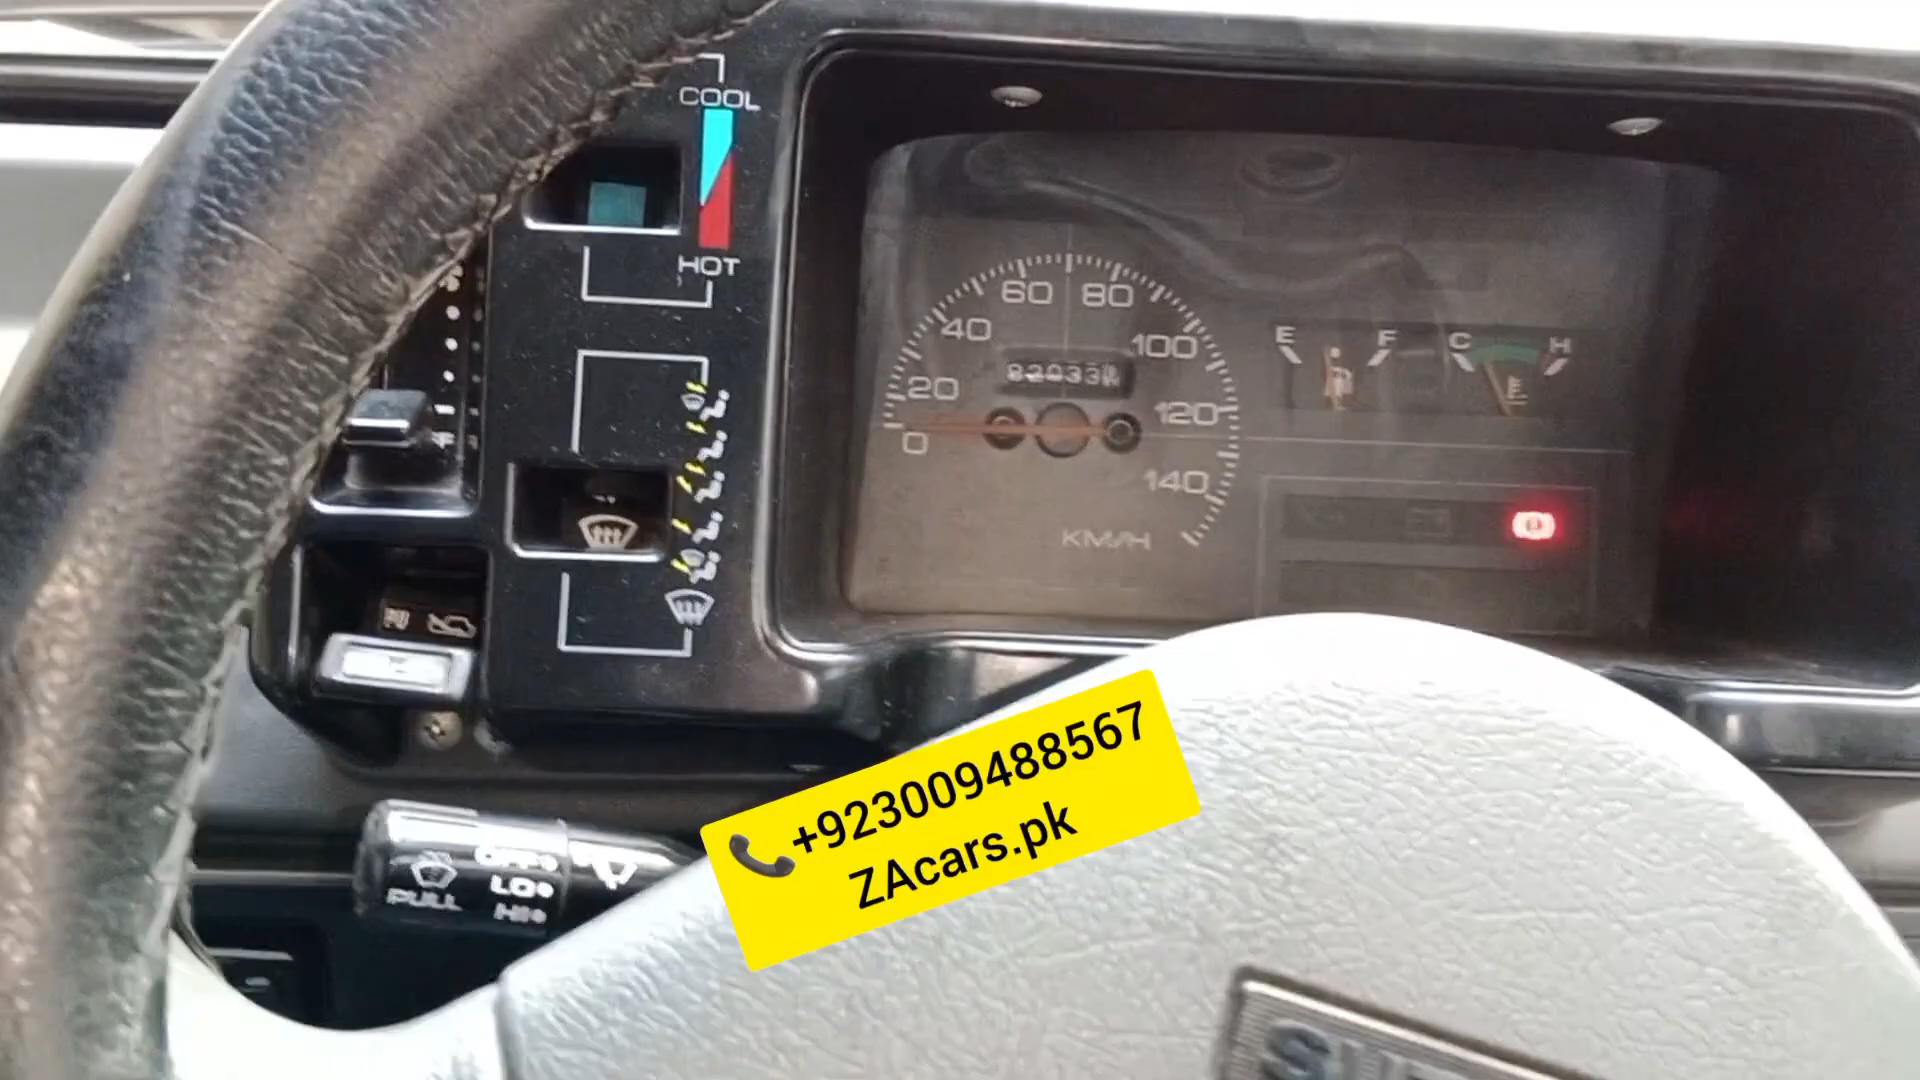 COOL
HOT
60
80
40
100
20
120
0
140
KM/H
E
F
C
H
+923009488567
ZAcars.pk
OFF
LO
HI
PULL